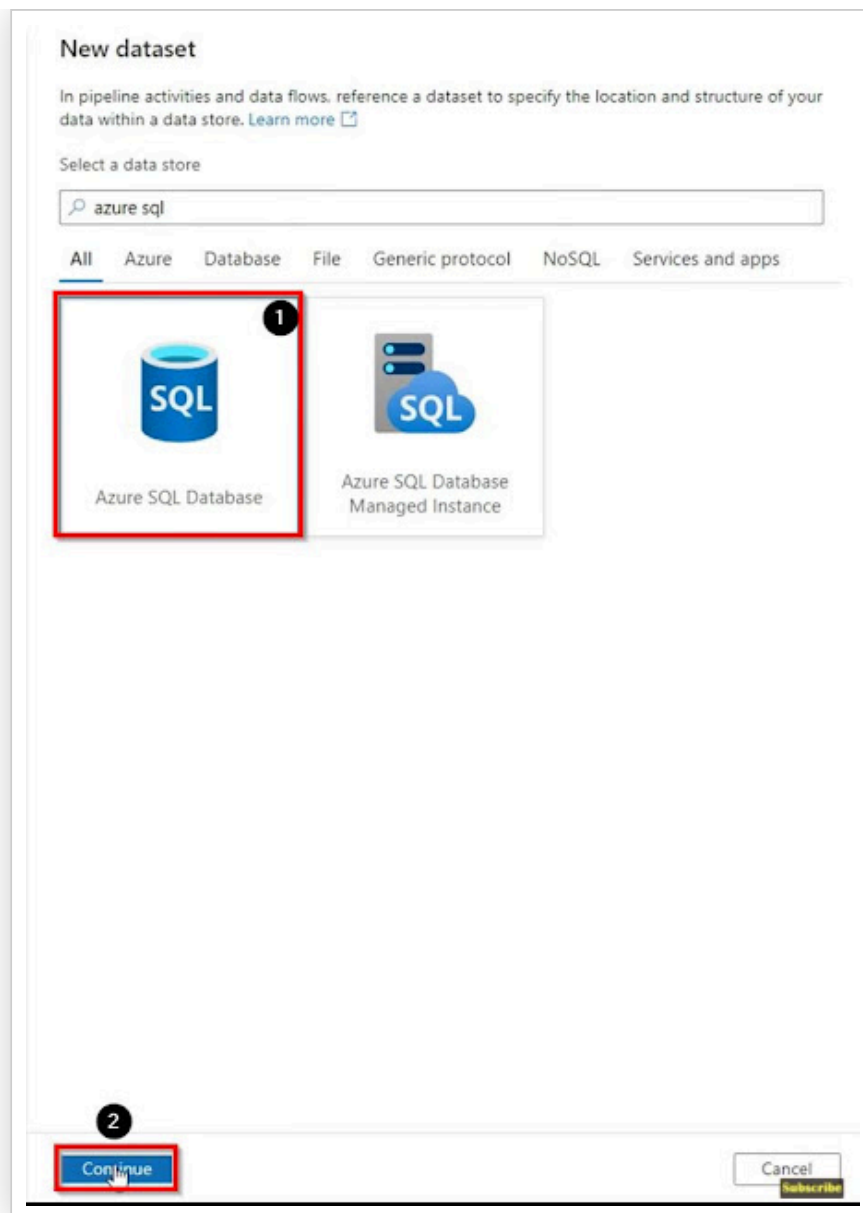 New dataset
In pipeline activities and data flows, reference a dataset to specify the location and structure of your
data within a data store. Learn more
Select a data store
azure sql
All Azure Database File Generic protocol NoSQL Services and apps
1
SQL
SQL
Azure SQL Database
Azure SQL Database
Managed Instance
2
Continue
Cancel
Subscribe